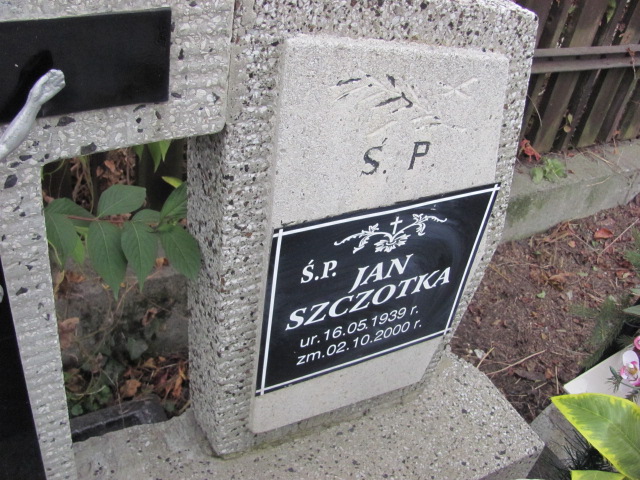 Ś. P
Ś.P. JAN
SZCZOTKA
ur. 16.05.1939 r.
zm. 02.10.2000 r.